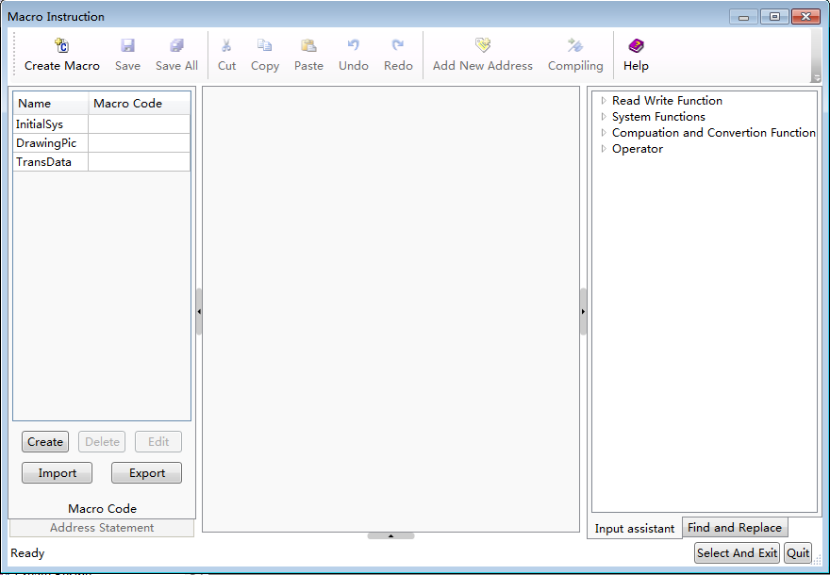 Macro Instruction
Create Macro Save Save All Cut Copy Paste Undo Redo Add New Address Compiling Help
Name Macro Code
InitialSys
DrawingPic
TransData
Read Write Function
System Functions
Compuation and Convertion Function
Operator
Create Delete Edit
Import Export
Macro Code
Address Statement
Input assistant Find and Replace
Ready
Select And Exit Quit